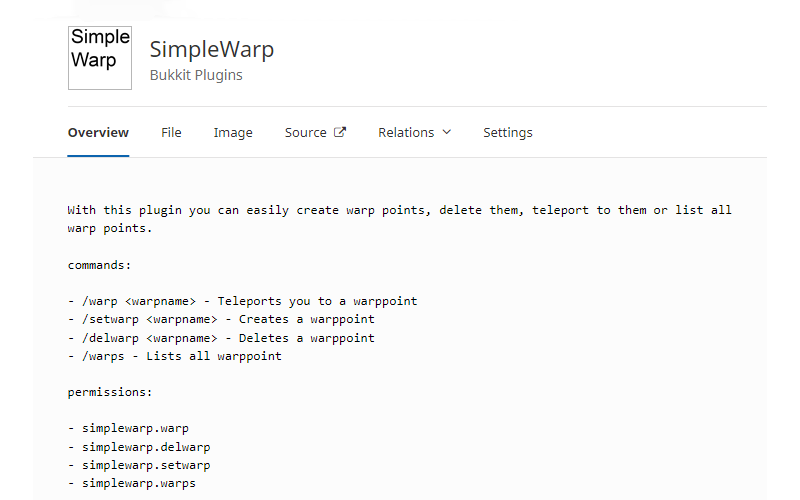 Simple
Warp
SimpleWarp
Bukkit Plugins
Overview File Image Source Relations Settings
With this plugin you can easily create warp points, delete them, teleport to them or list all
warp points.
commands:
- /warp <warpname> - Teleports you to a warppoint
- /setwarp <warpname> - Creates a warppoint
- /delwarp <warpname> - Deletes a warppoint
- /warps - Lists all warppoint
permissions:
- simplewarp.warp
- simplewarp.delwarp
- simplewarp.setwarp
- simplewarp.warps